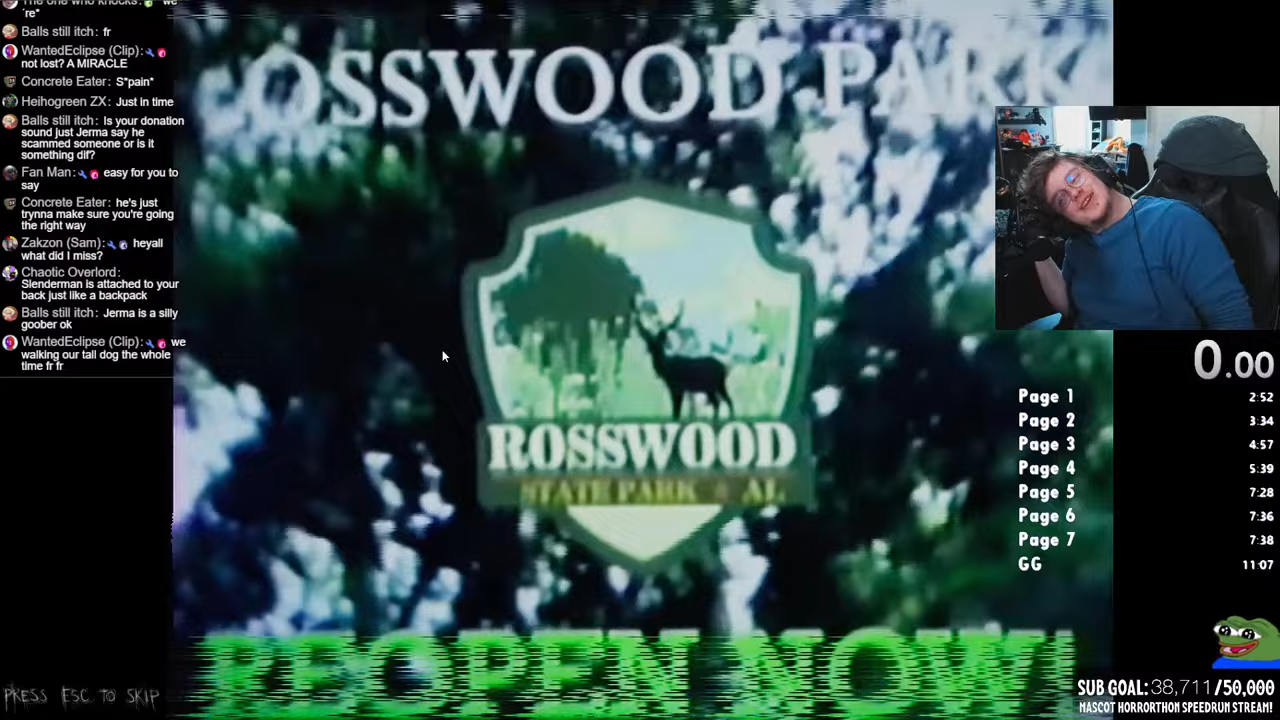 're*
Balls still itch: fr
WantedEclipse (Clip):
not lost? A MIRACLE
Concrete Eater: S*pain*
Heihogreen ZX: Just in time
Balls still itch: Is your donation
sound just Jerma say he
scammed someone or is it
something dif?
Fan Man: easy for you to
say
Concrete Eater: he's just
trynna make sure you're going
the right way
Zakzon (Sam): heyall
what did I miss?
Chaotic Overlord:
Slenderman is attached to your
back just like a backpack
Balls still itch: Jerma is a silly
goober ok
WantedEclipse (Clip): we
walking our tall dog the whole
time fr fr
OSSWOOD PARK
ROSSWOOD
STATE PARK AL
REOPEN NOW!
PRESS ESC TO SKIP
0.00
Page 1 2:52
Page 2 3:34
Page 3 4:57
Page 4 5:39
Page 5 7:28
Page 6 7:36
Page 7 7:38
GG 11:07
SUB GOAL: 38,711/50,000
MASCOT HORRORTHON SPEEDRUN STREAM!